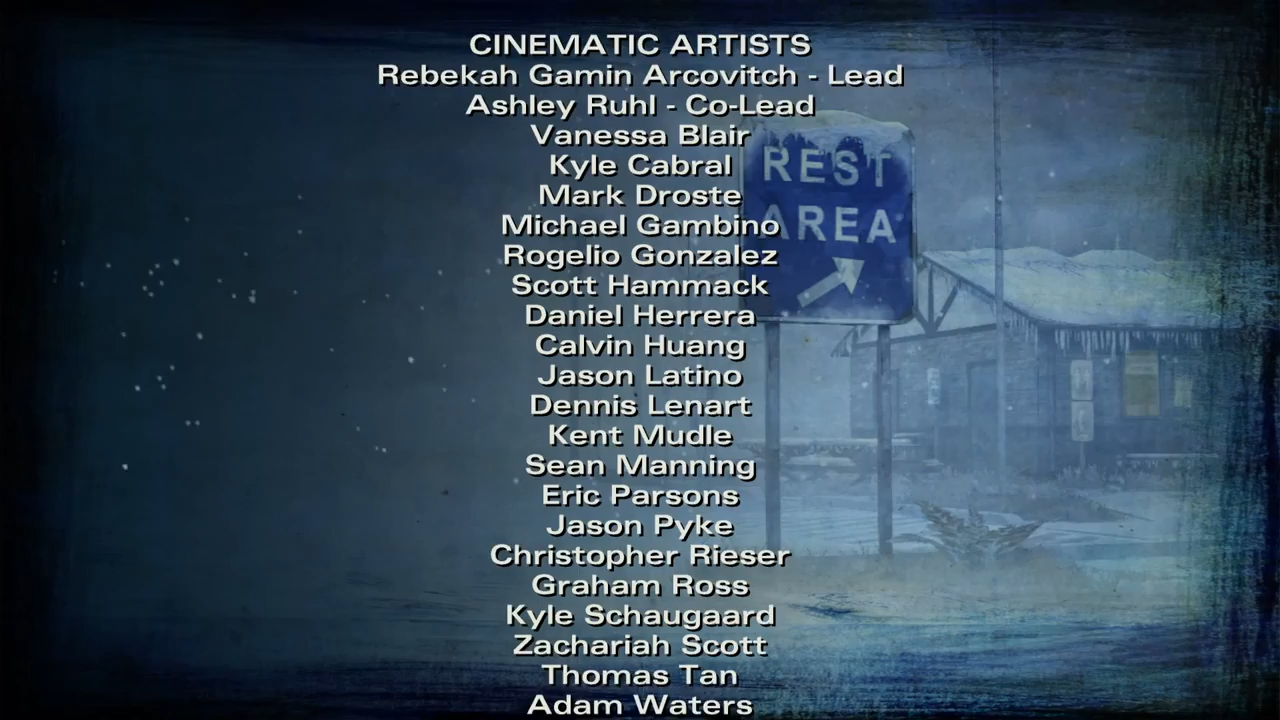 CINEMATIC ARTISTS
Rebekah Gamin Arcovitch - Lead
Ashley Ruhl - Co-Lead
Vanessa Blair
Kyle Cabral
Mark Droste
Michael Gambino
Rogelio Gonzalez
Scott Hammack
Daniel Herrera
Calvin Huang
Jason Latino
Dennis Lenart
Kent Mudle
Sean Manning
Eric Parsons
Jason Pyke
Christopher Rieser
Graham Ross
Kyle Schaugaard
Zachariah Scott
Thomas Tan
Adam Waters
REST
AREA